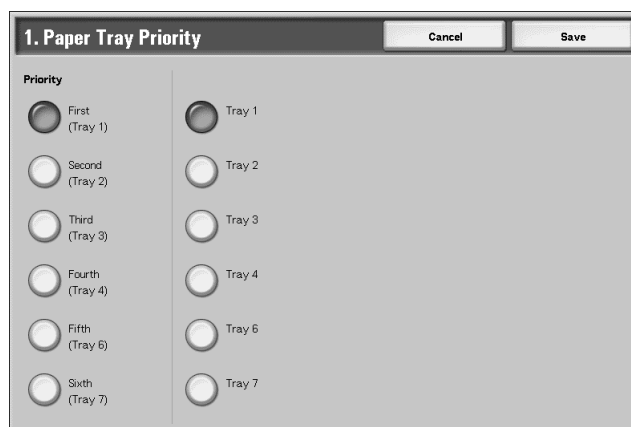 1. Paper Tray Priority
Cancel
Save
Priority
First
(Tray 1)
Tray 1
Second
(Tray 2)
Tray 2
Third
(Tray 3)
Tray 3
Fourth
(Tray 4)
Tray 4
Fifth
(Tray 6)
Tray 6
Sixth
(Tray 7)
Tray 7